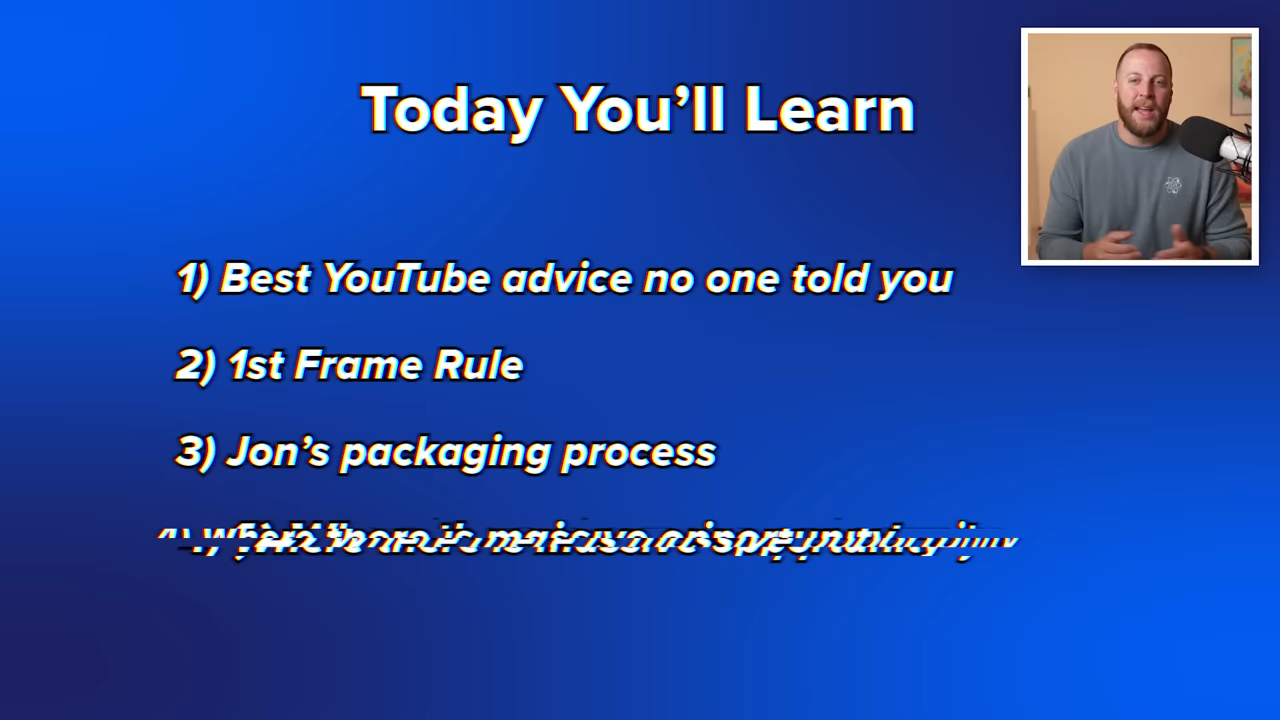 Today You’ll Learn
1) Best YouTube advice no one told you
2) 1st Frame Rule
3) Jon’s packaging process